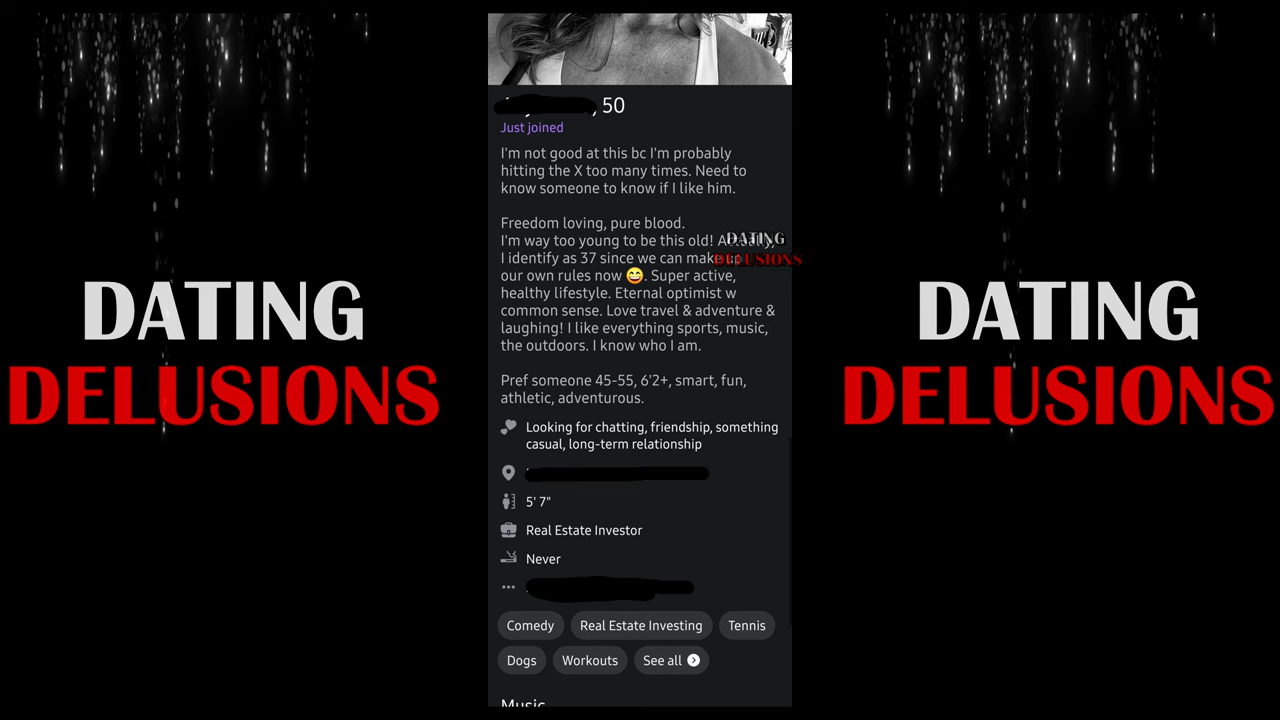 DATING
DELUSIONS
, 50
Just joined
I'm not good at this bc I'm probably
hitting the X too many times. Need to
know someone to know if I like him.
Freedom loving, pure blood.
I'm way too young to be this old! Actually,
I identify as 37 since we can make up
our own rules now 😄. Super active,
healthy lifestyle. Eternal optimist w
common sense. Love travel & adventure &
laughing! I like everything sports, music,
the outdoors. I know who I am.
DATING
DELUSIONS
Pref someone 45-55, 6'2+, smart, fun,
athletic, adventurous.
Looking for chatting, friendship, something
casual, long-term relationship
5' 7"
Real Estate Investor
Never
Comedy Real Estate Investing Tennis
Dogs Workouts See all
Music
DATING
DELUSIONS